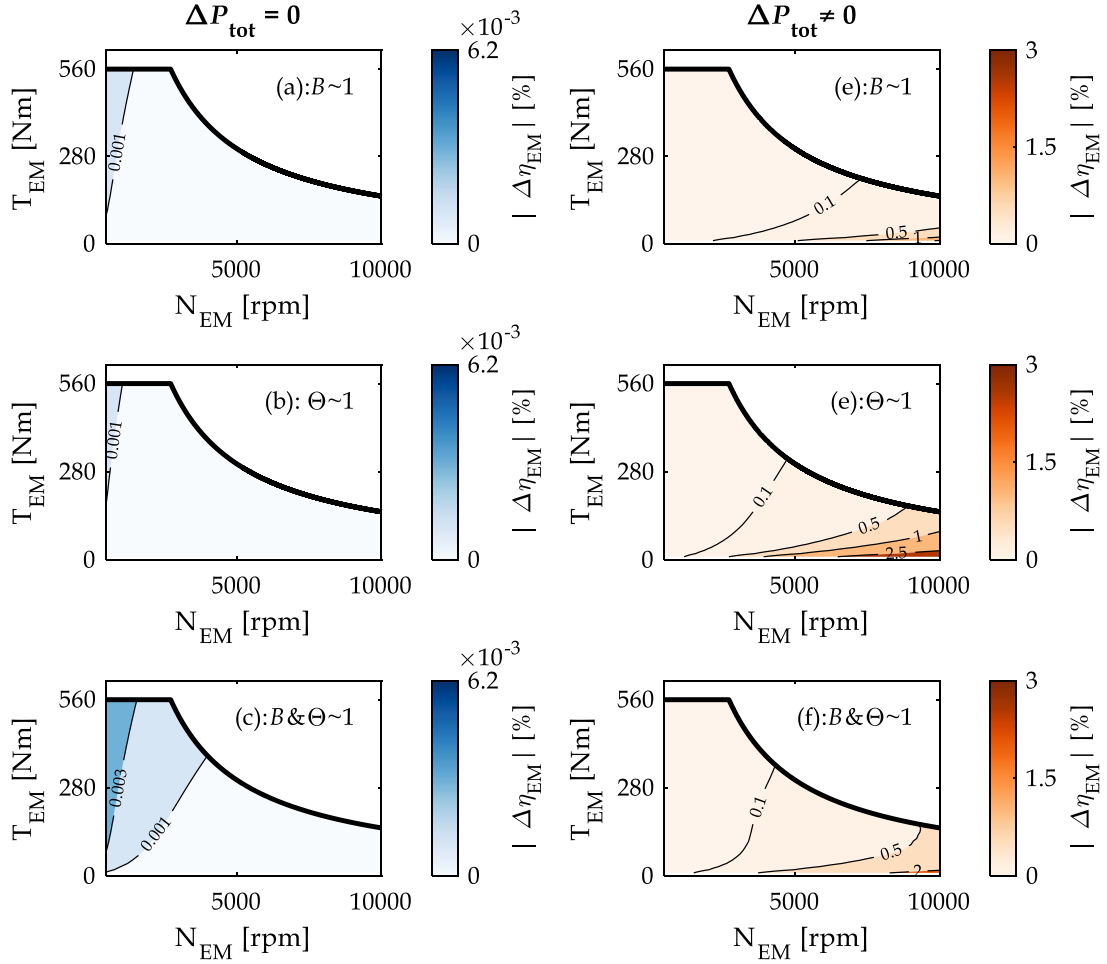 ΔP_tot = 0
×10^-3
560
280
0
5000
10000
T_EM [Nm]
N_EM [rpm]
(a):B~1
0.001
6.2
0
| Δη_EM | [%]
ΔP_tot ≠ 0
560
280
0
5000
10000
T_EM [Nm]
N_EM [rpm]
(e):B~1
0.1
0.5
1
3
1.5
0
| Δη_EM | [%]
×10^-3
560
280
0
5000
10000
T_EM [Nm]
N_EM [rpm]
(b): Θ~1
0.001
6.2
0
| Δη_EM | [%]
560
280
0
5000
10000
T_EM [Nm]
N_EM [rpm]
(e):Θ~1
0.1
0.5
1
2.5
3
1.5
0
| Δη_EM | [%]
×10^-3
560
280
0
5000
10000
T_EM [Nm]
N_EM [rpm]
(c):B&Θ~1
0.003
0.001
6.2
0
| Δη_EM | [%]
560
280
0
5000
10000
T_EM [Nm]
N_EM [rpm]
(f):B&Θ~1
0.1
0.5
2
3
1.5
0
| Δη_EM | [%]